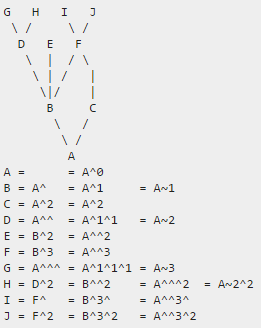 G   H   I   J
 \ /     \ /
  D   E   F
   \  |  / \
    \ | /   |
     \|/    |
      B     C
       \   /
        \ /
         A
A =      = A^0
B = A^   = A^1     = A~1
C = A^2  = A^2
D = A^^  = A^1^1   = A~2
E = B^2  = A^^2
F = B^3  = A^^3
G = A^^^ = A^1^1^1 = A~3
H = D^2  = B^^2    = A^^^2  = A~2^2
I = F^   = B^3^    = A^^3^
J = F^2  = B^3^2   = A^^3^2